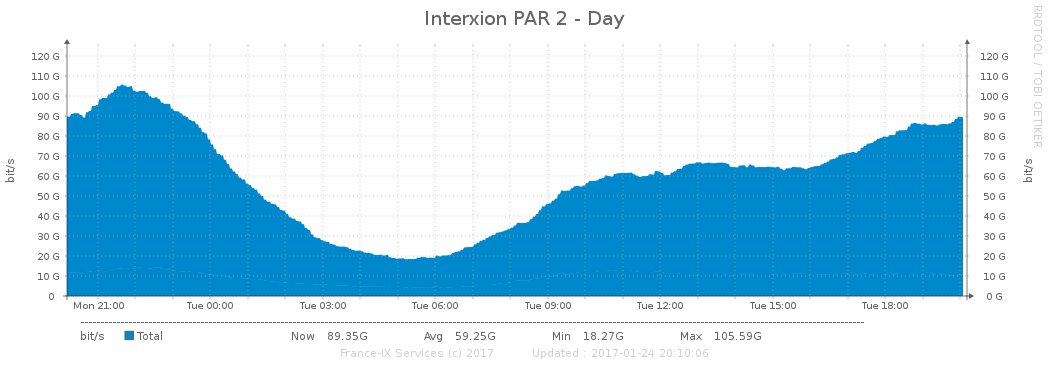 Interxion PAR 2 - Day
RRDTOOL / TOBI OETIKER
bit/s
bit/s
120 G 120 G
110 G 110 G
100 G 100 G
90 G 90 G
80 G 80 G
70 G 70 G
60 G 60 G
50 G 50 G
40 G 40 G
30 G 30 G
20 G 20 G
10 G 10 G
0 0 G
Mon 21:00 Tue 00:00 Tue 03:00 Tue 06:00 Tue 09:00 Tue 12:00 Tue 15:00 Tue 18:00
bit/s Total Now 89.35G Avg 59.25G Min 18.27G Max 105.59G
France-IX Services (c) 2017 Updated : 2017-01-24 20:10:06